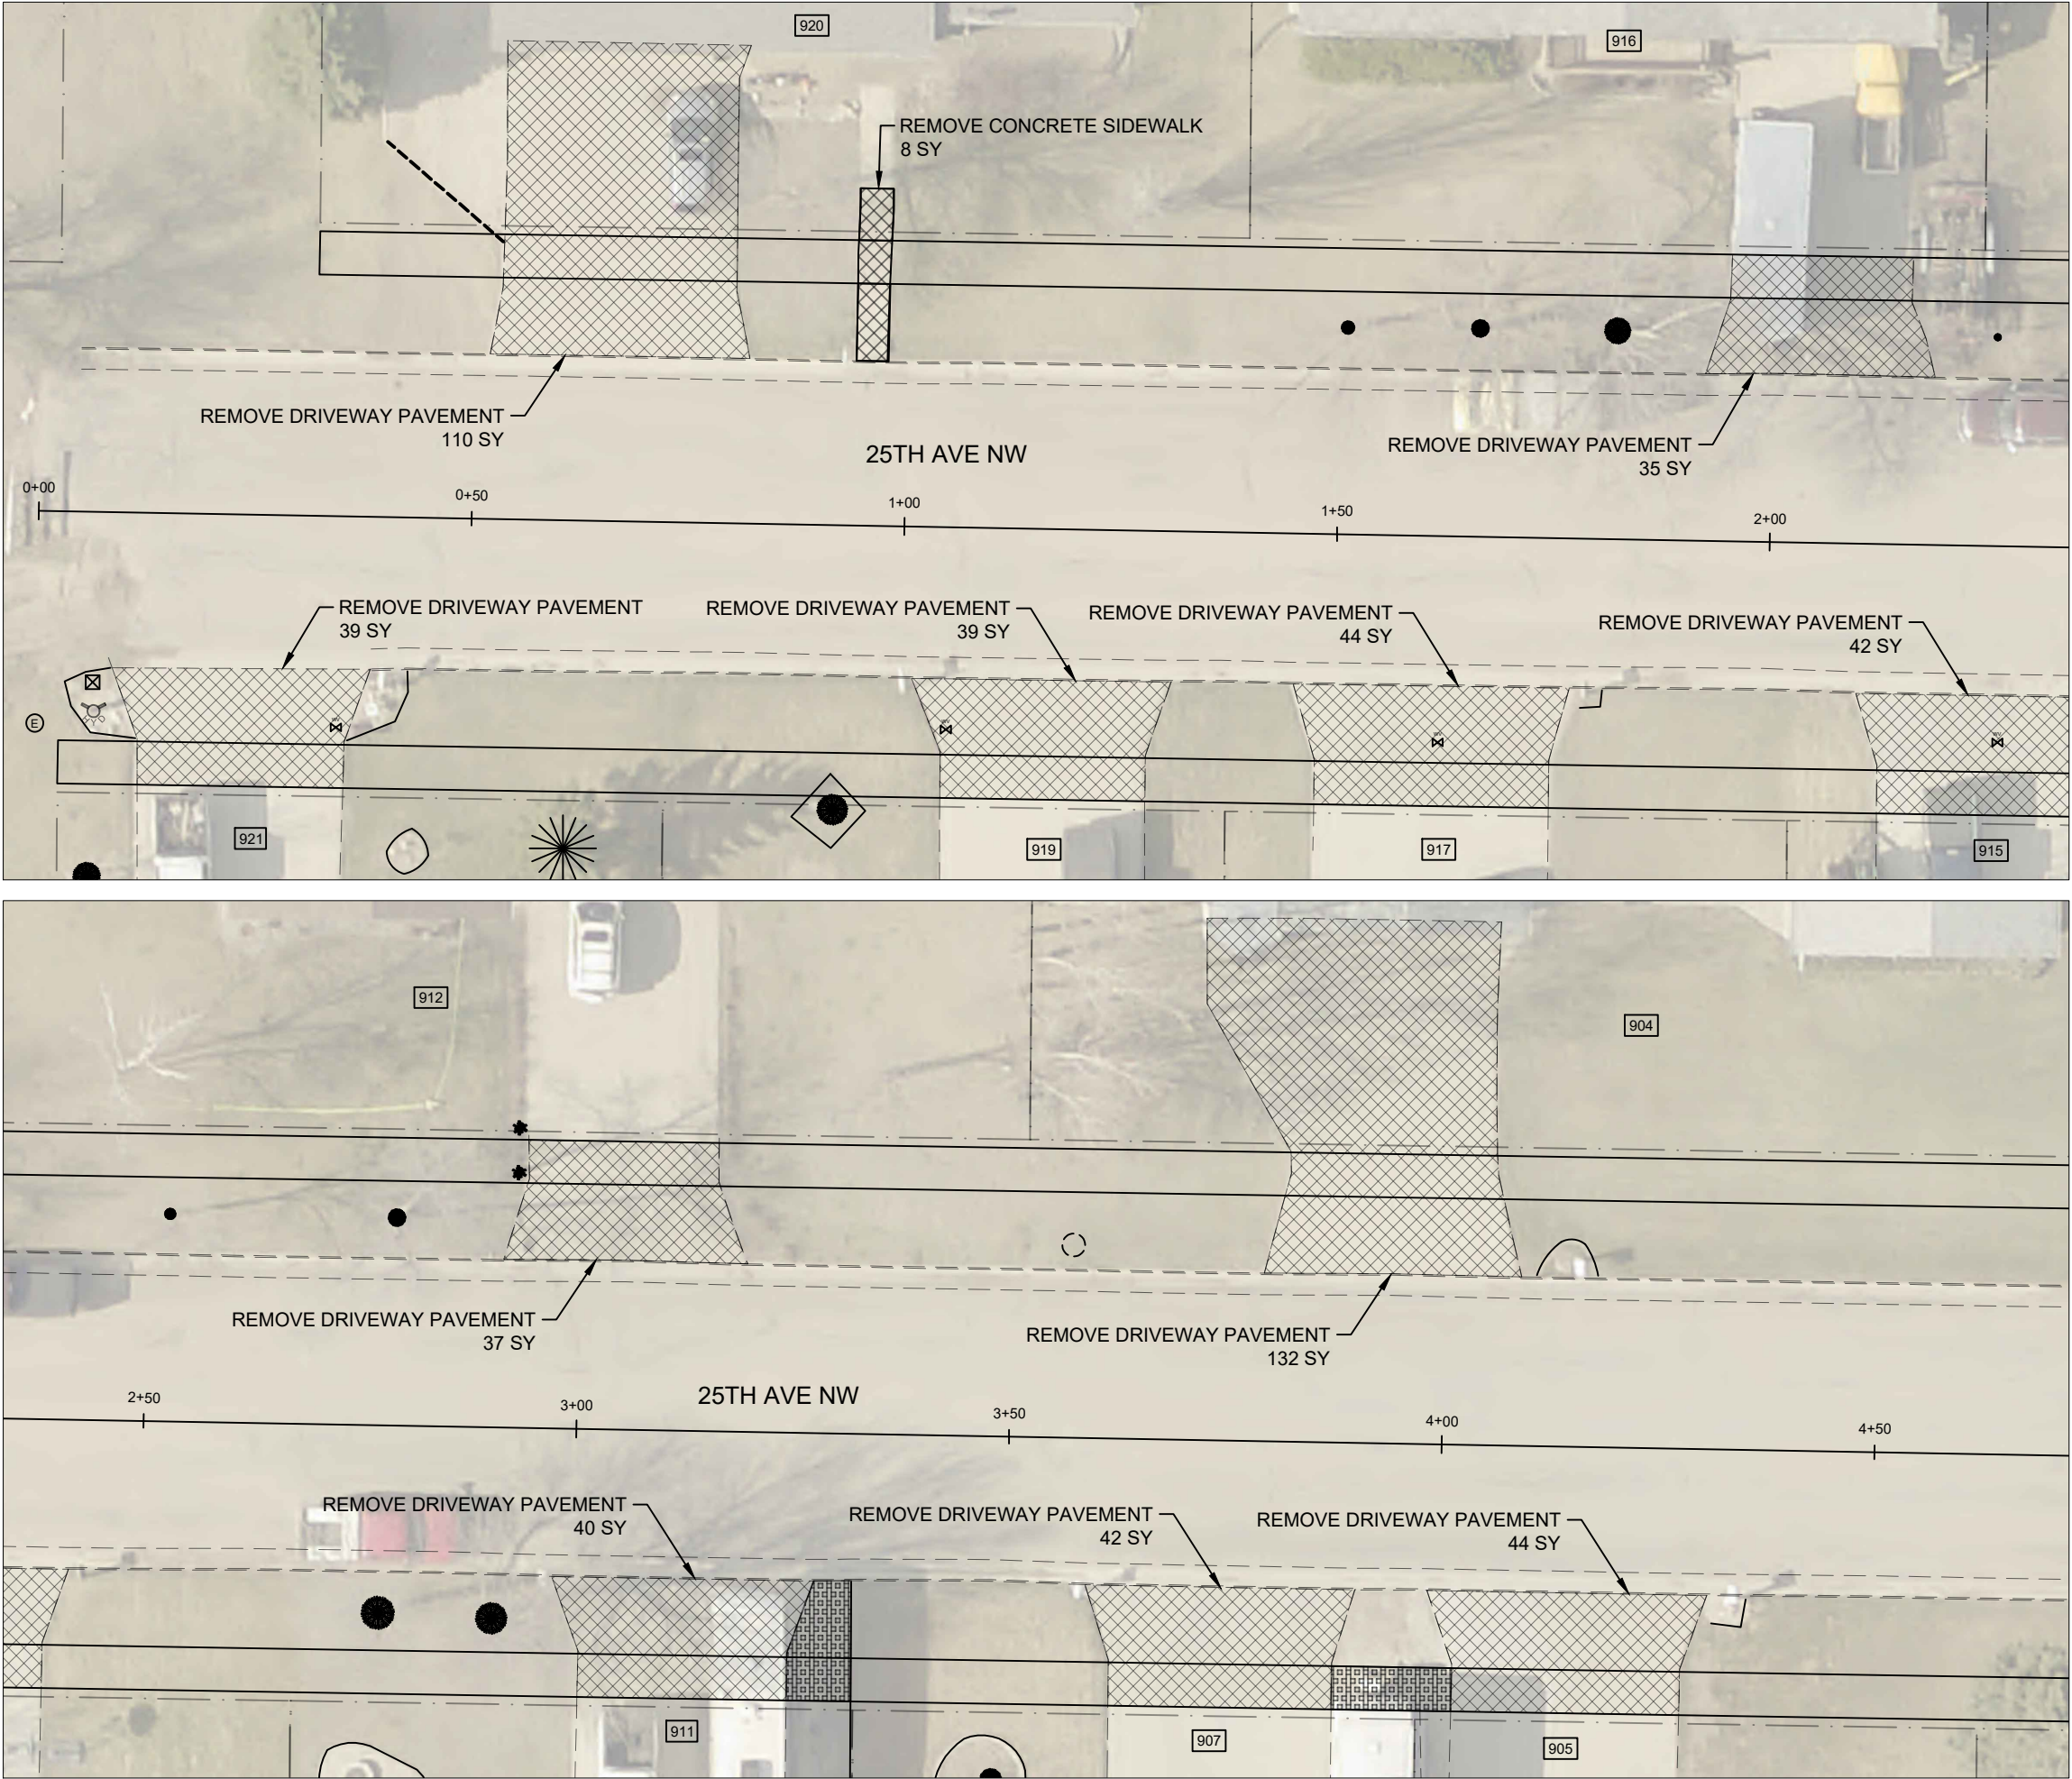 920
916
REMOVE CONCRETE SIDEWALK
8 SY
REMOVE DRIVEWAY PAVEMENT
110 SY
25TH AVE NW
REMOVE DRIVEWAY PAVEMENT
35 SY
0+00
0+50
1+00
1+50
2+00
REMOVE DRIVEWAY PAVEMENT
39 SY
REMOVE DRIVEWAY PAVEMENT
39 SY
REMOVE DRIVEWAY PAVEMENT
44 SY
REMOVE DRIVEWAY PAVEMENT
42 SY
E
WV
WV
WV
WV
HYD
921
919
917
915
912
904
REMOVE DRIVEWAY PAVEMENT
37 SY
REMOVE DRIVEWAY PAVEMENT
132 SY
25TH AVE NW
2+50
3+00
3+50
4+00
4+50
REMOVE DRIVEWAY PAVEMENT
40 SY
REMOVE DRIVEWAY PAVEMENT
42 SY
REMOVE DRIVEWAY PAVEMENT
44 SY
911
907
905